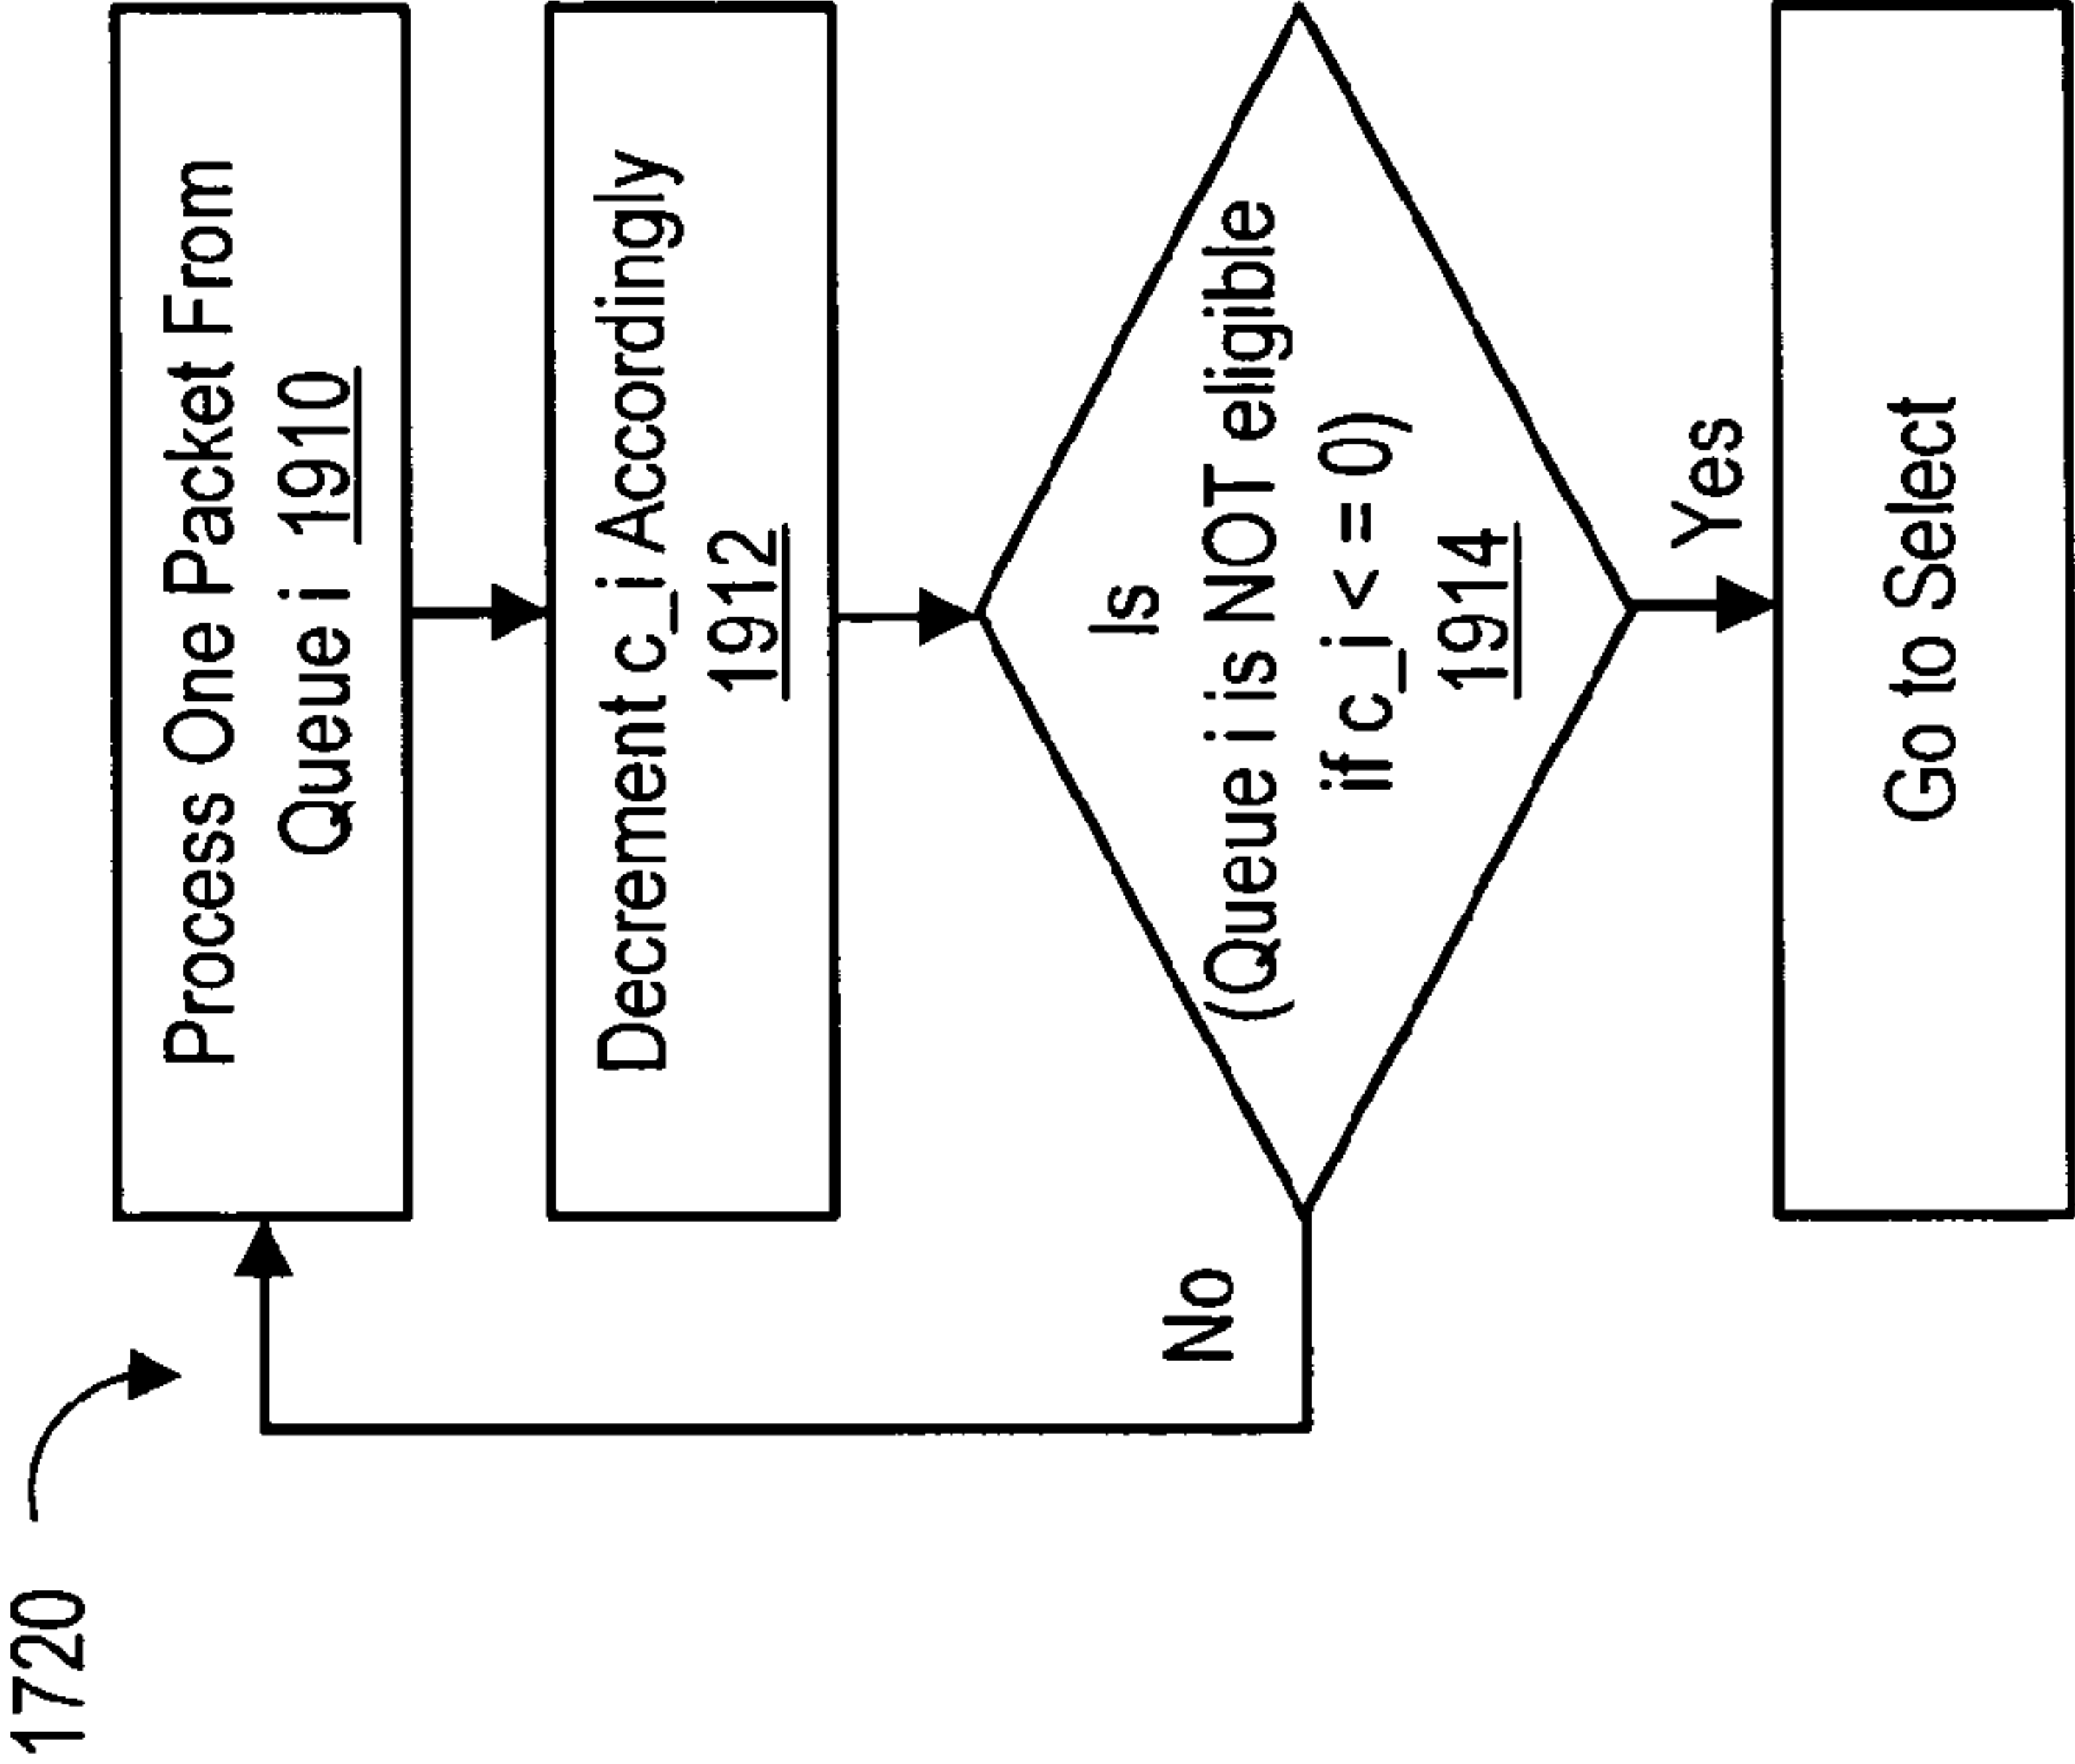 1720
Process One Packet From
Queue i 1910
Decrement c_i Accordingly
1912
Is
(Queue i is NOT eligible
if c_i < = 0)
1914
No
Yes
Go to Select